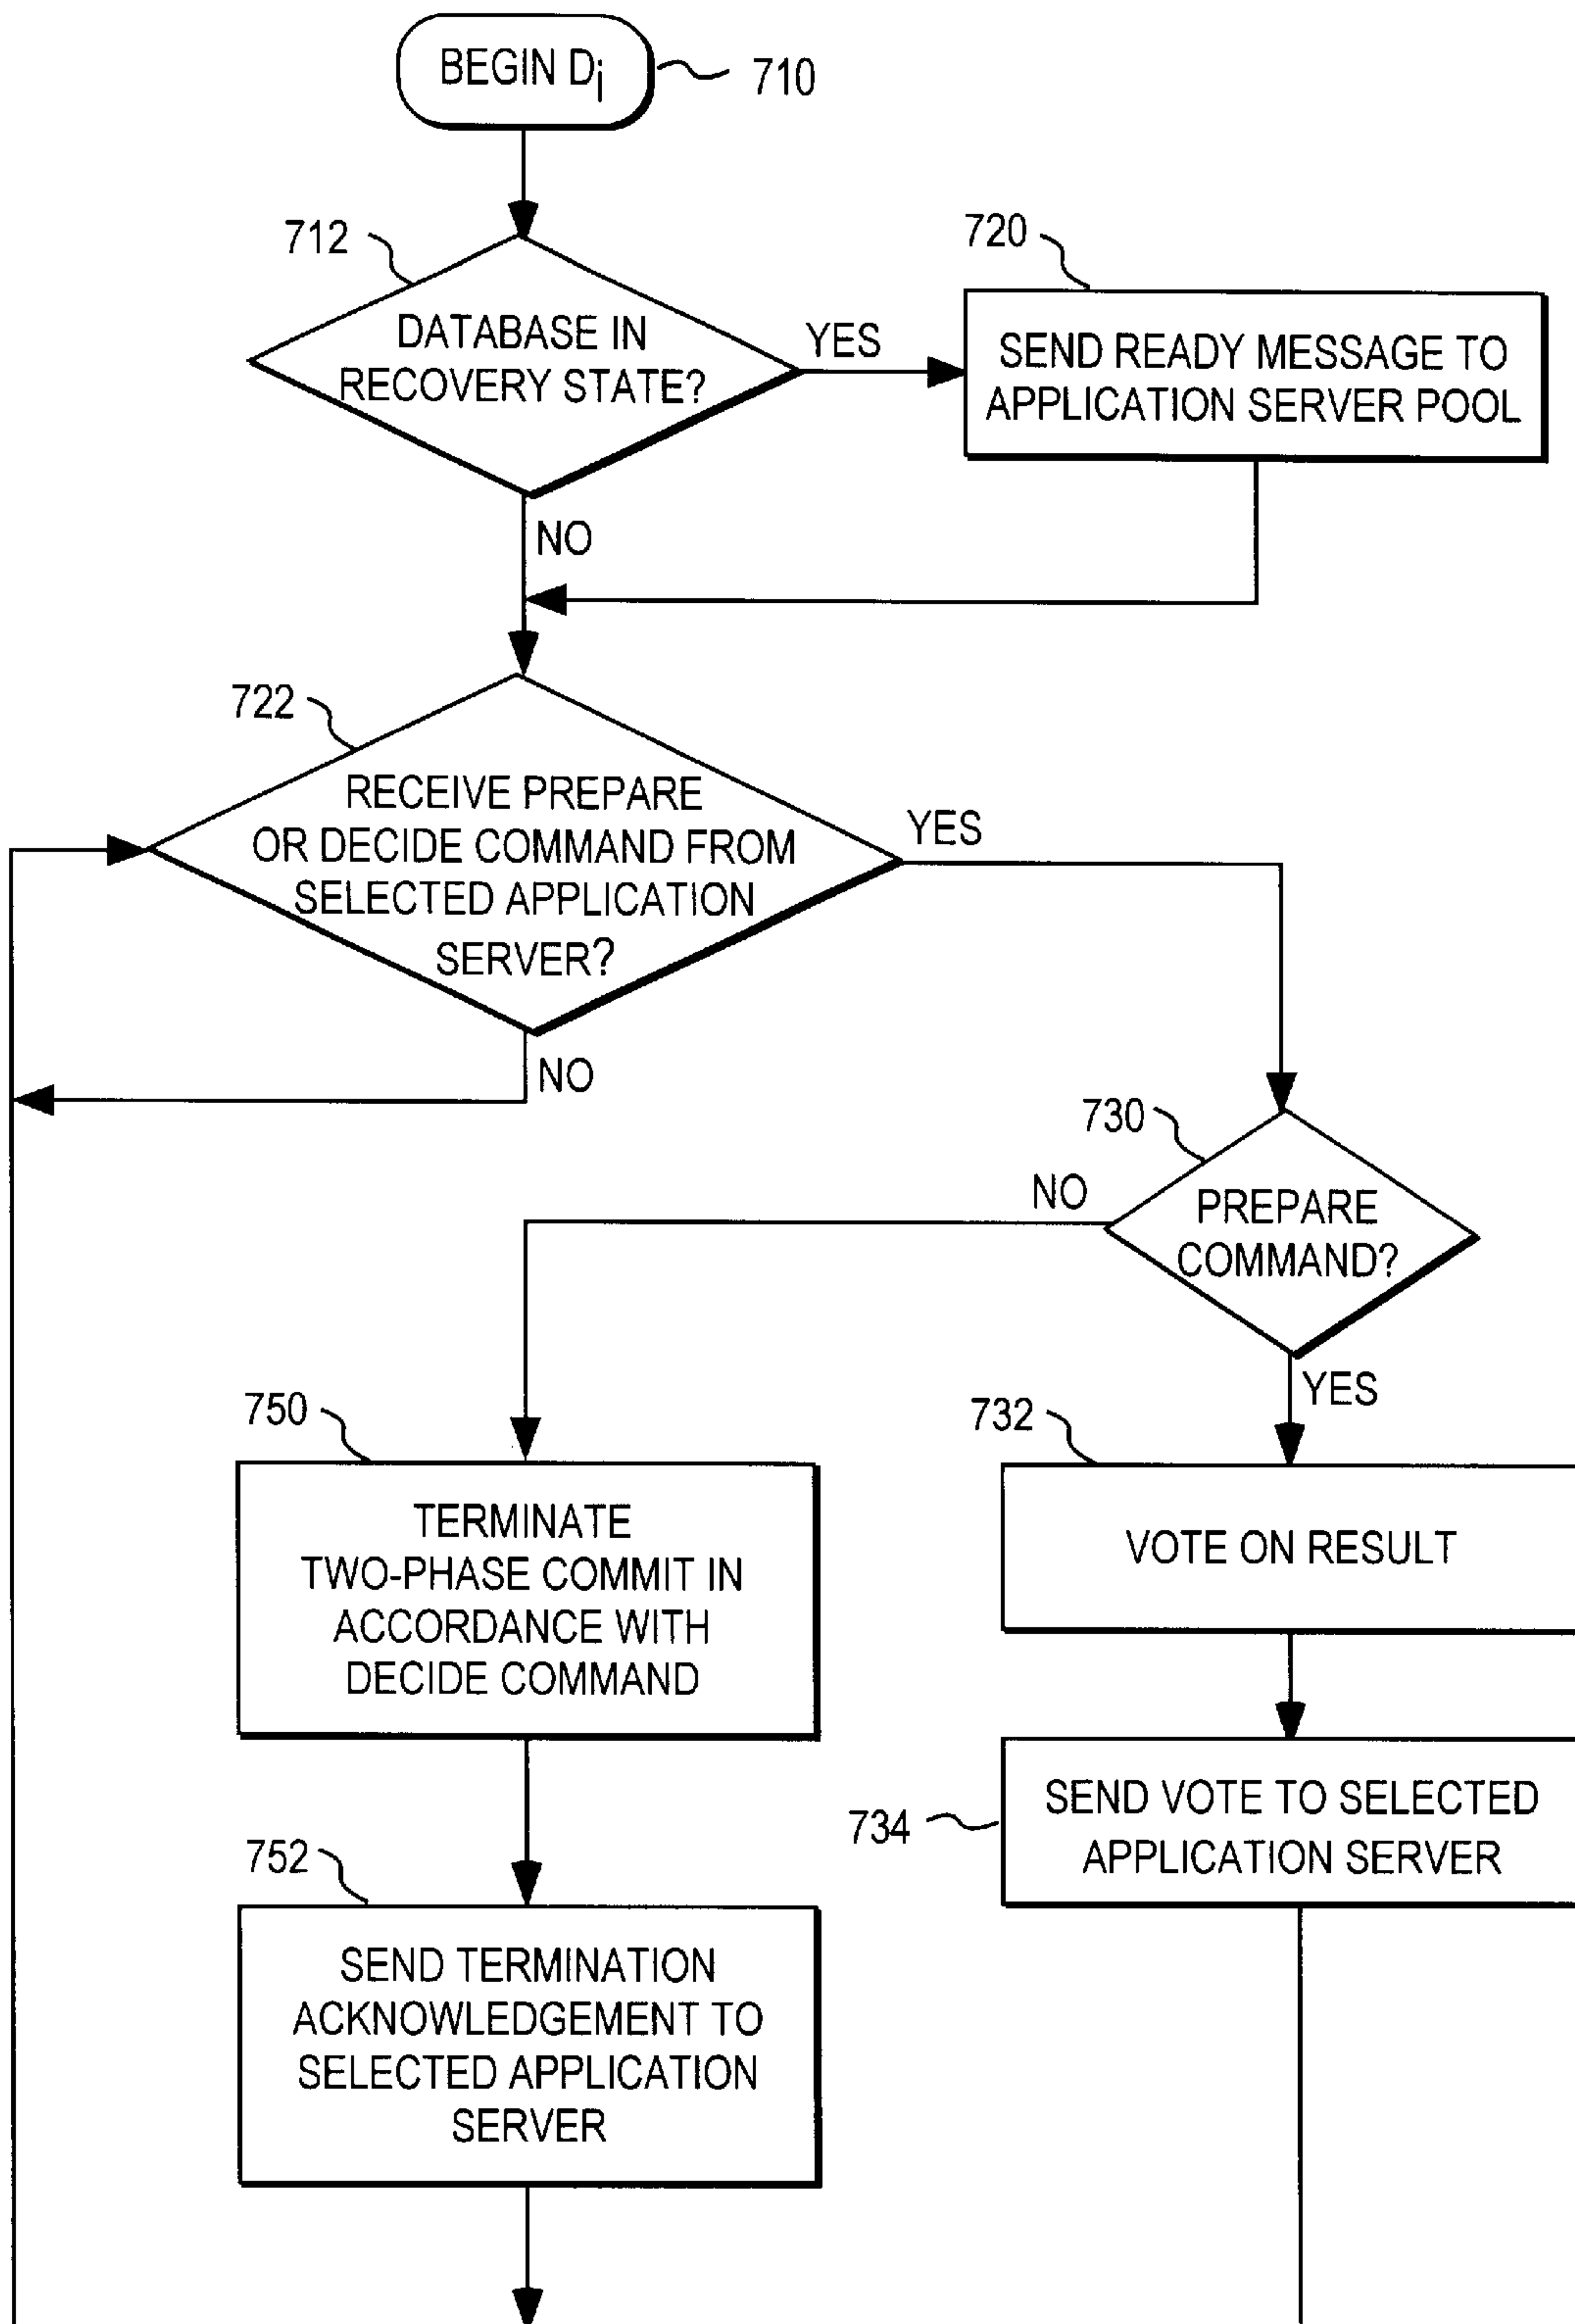 BEGIN Di
710
712
DATABASE IN
RECOVERY STATE?
YES
720
SEND READY MESSAGE TO
APPLICATION SERVER POOL
NO
722
RECEIVE PREPARE
OR DECIDE COMMAND FROM
SELECTED APPLICATION
SERVER?
YES
NO
730
PREPARE
COMMAND?
NO
YES
750
TERMINATE
TWO-PHASE COMMIT IN
ACCORDANCE WITH
DECIDE COMMAND
732
VOTE ON RESULT
734
SEND VOTE TO SELECTED
APPLICATION SERVER
752
SEND TERMINATION
ACKNOWLEDGEMENT TO
SELECTED APPLICATION
SERVER